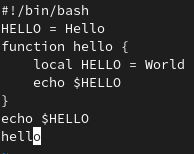 #!/bin/bash
HELLO = Hello
function hello {
    local HELLO = World
    echo $HELLO
}
echo $HELLO
hello